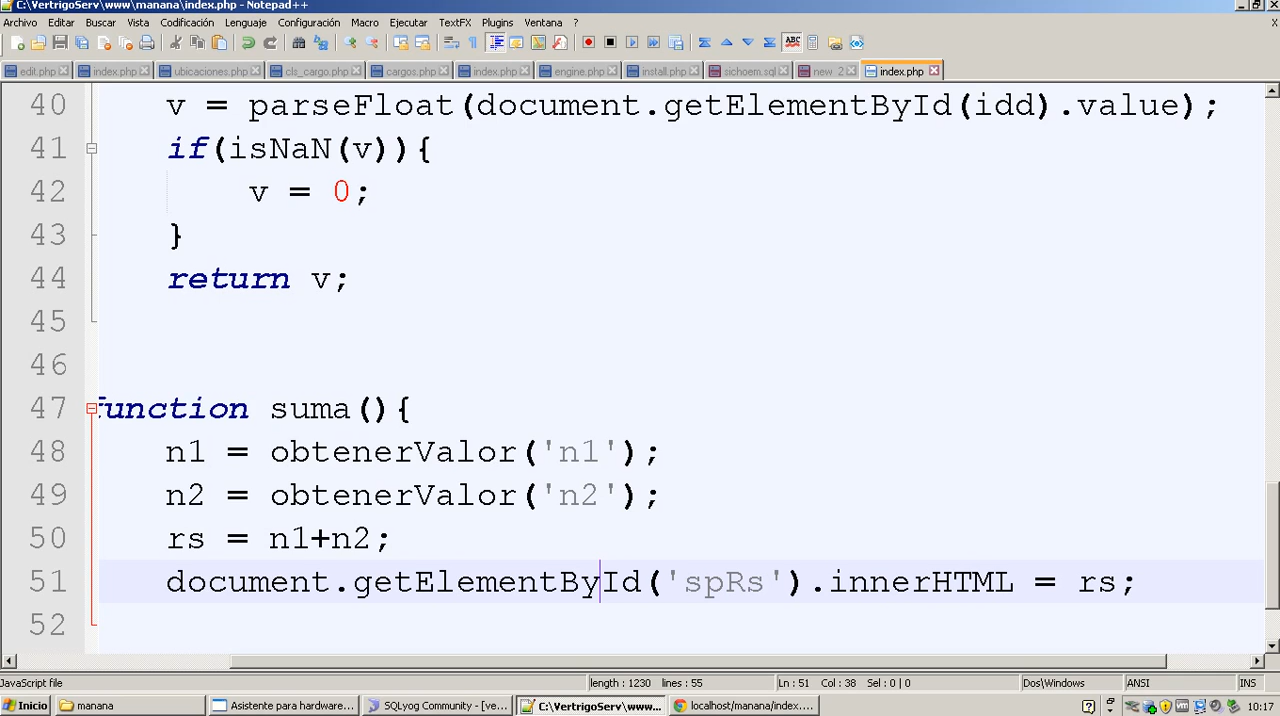 C:\VertrigoServ\www\manana\index.php - Notepad++
Archivo Editar Buscar Vista Codificación Lenguaje Configuración Macro Ejecutar TextFX Plugins Ventana
X
ABC
edit.php index.php ubicaciones.php cls_cargo.php cargos.php index.php engine.php install.php sichoem.sql new 2 index.php
40 v = parseFloat(document.getElementById(idd).value);
41 if(isNaN(v)){
42 v = 0;
43 }
44 return v;
45
46
47 function suma(){
48 n1 = obtenerValor('n1');
49 n2 = obtenerValor('n2');
50 rs = n1+n2;
51 document.getElementById('spRs').innerHTML = rs;
52
JavaScript file length : 1230 lines : 55 Ln : 51 Col : 38 Sel : 0 | 0 Dos\Windows ANSI INS
Inicio manana Asistente para hardware... SQLyog Community - [ve... C:\VertrigoServ\www... localhost/manana/index.... 10:17